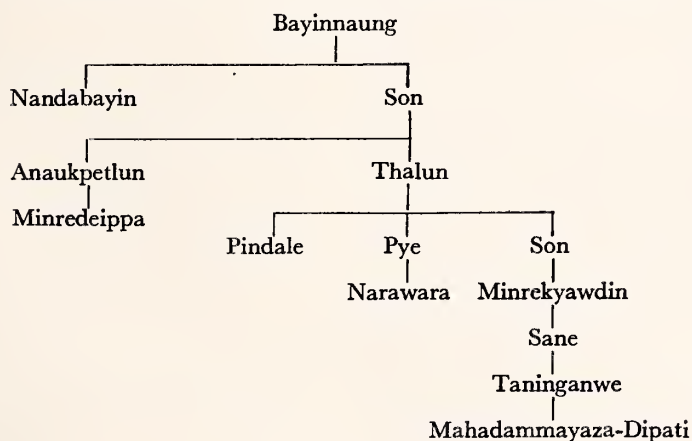 Bayinnaung
Nandabayin Son
Anaukpetlun Thalun
Minredeippa
Pindale Pye Son
Narawara Minrekyawdin
Sane
Taninganwe
Mahadammayaza-Dipati